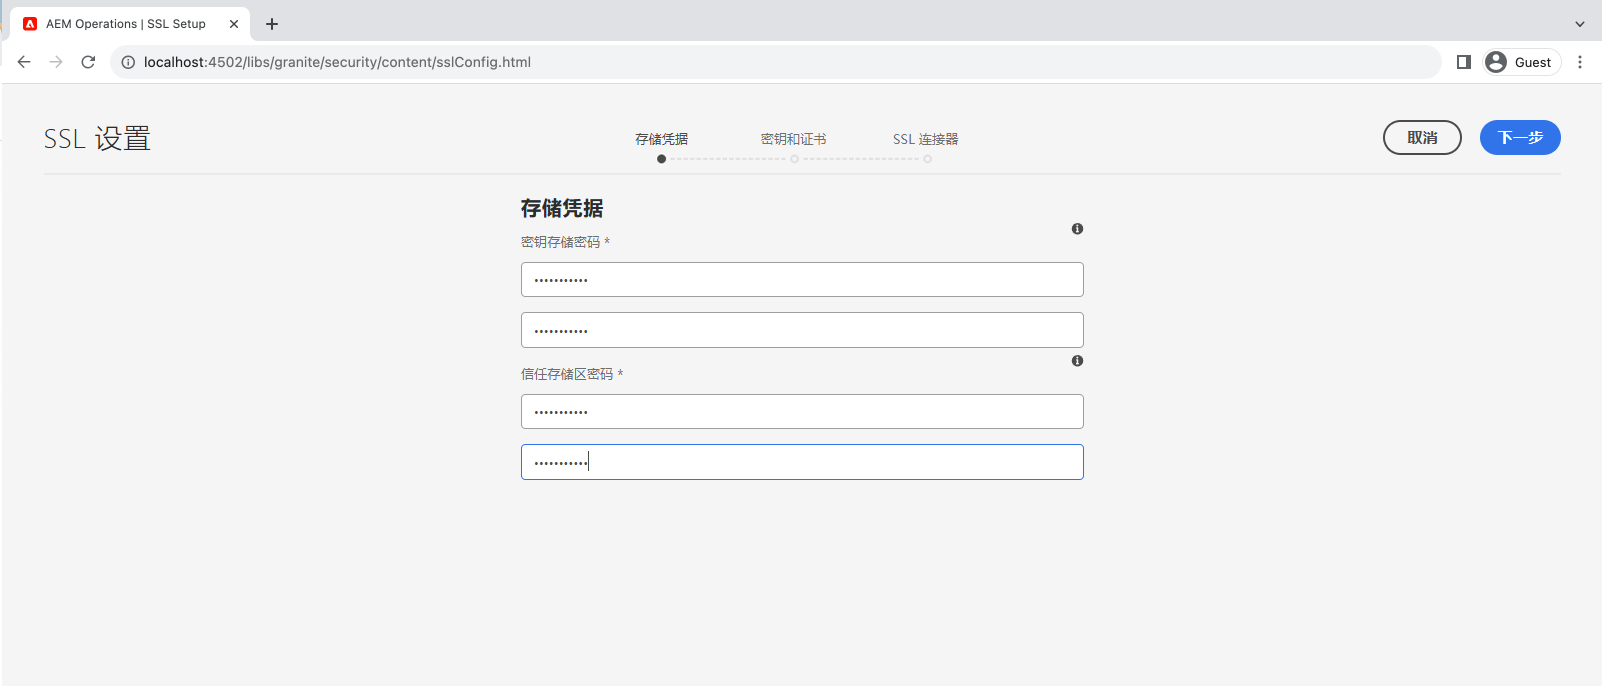 AEM Operations | SSL Setup
localhost:4502/libs/granite/security/content/sslConfig.html
Guest
SSL 设置
存储凭据
密钥和证书
SSL 连接器
取消
下一步
存储凭据
密钥存储密码 *
•••••••••••
•••••••••••
信任存储区密码 *
•••••••••••
•••••••••••